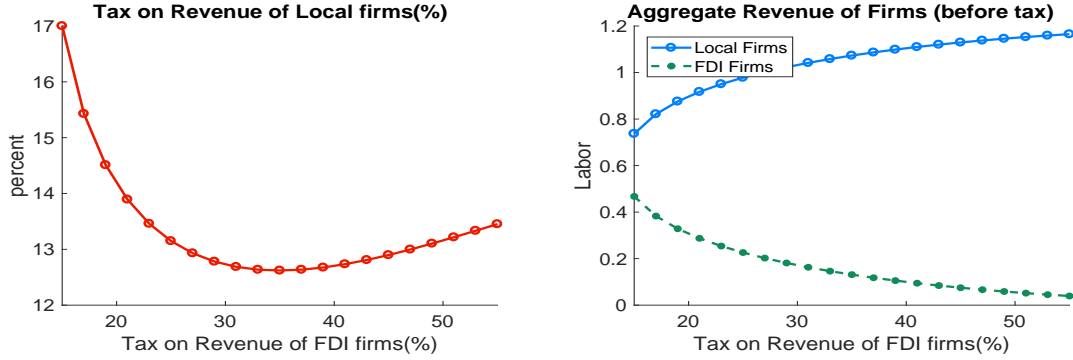 Tax on Revenue of Local firms(%)
17
16
15
14
13
12
percent
20
30
40
50
Tax on Revenue of FDI firms(%)
Aggregate Revenue of Firms (before tax)
1.2
1
0.8
0.6
0.4
0.2
0
Labor
Local Firms
FDI Firms
20
30
40
50
Tax on Revenue of FDI firms(%)